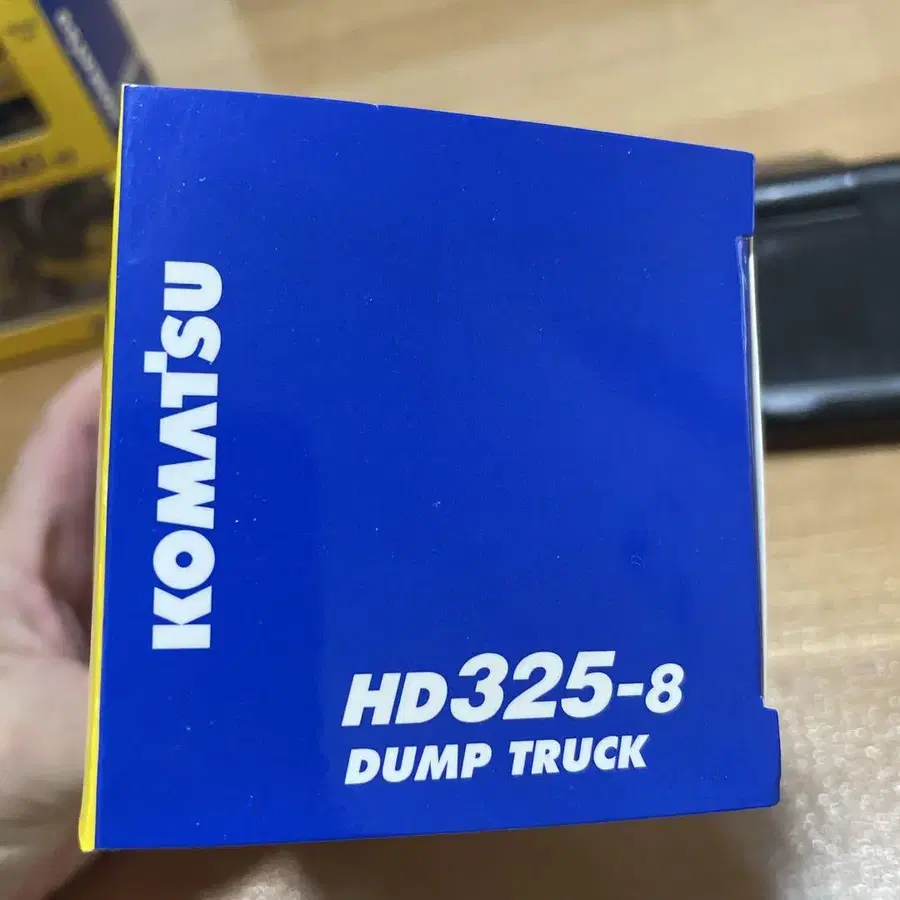 KOMATSU
HD325-8
DUMP TRUCK